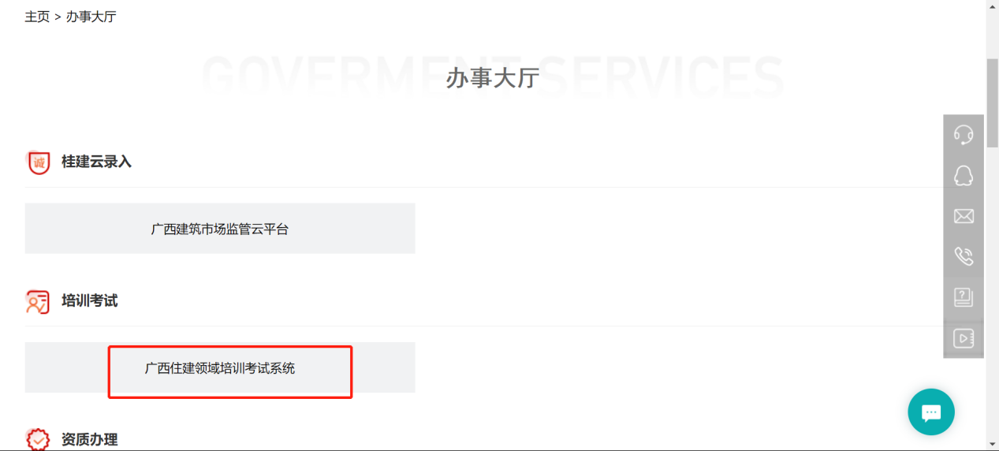 主页 > 办事大厅
GOVERMENT SERVICES
办事大厅
诚 桂建云录入
广西建筑市场监管云平台
培训考试
广西住建领域培训考试系统
资质办理